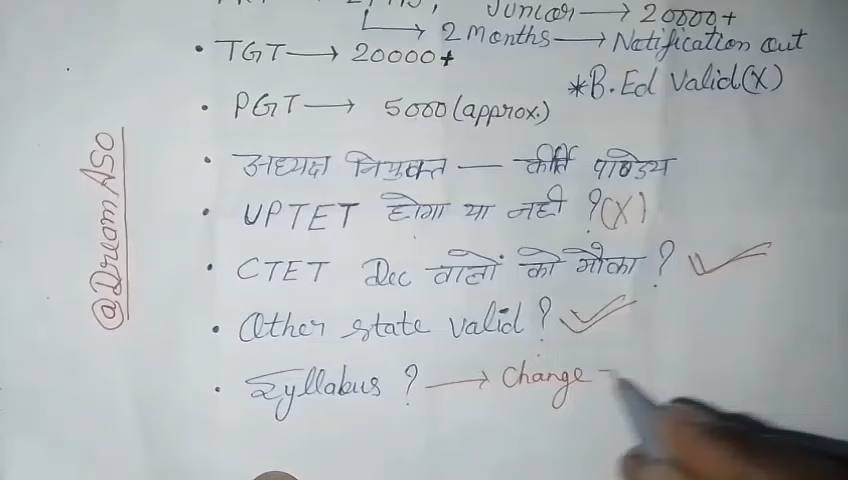 Junior → 20000+
→ 2 Months → Notification out
• TGT → 20000+
*B.Ed Valid(X)
• PGT → 5000 (approx.)
• अध्यक्ष नियुक्त — कीर्ति पाण्डेय
• UPTET होगा या नही ? (X)
• CTET Dec वालों को मौका ? ✓
• Other state valid ? ✓
• Syllabus ? → Change -
@DreamASO